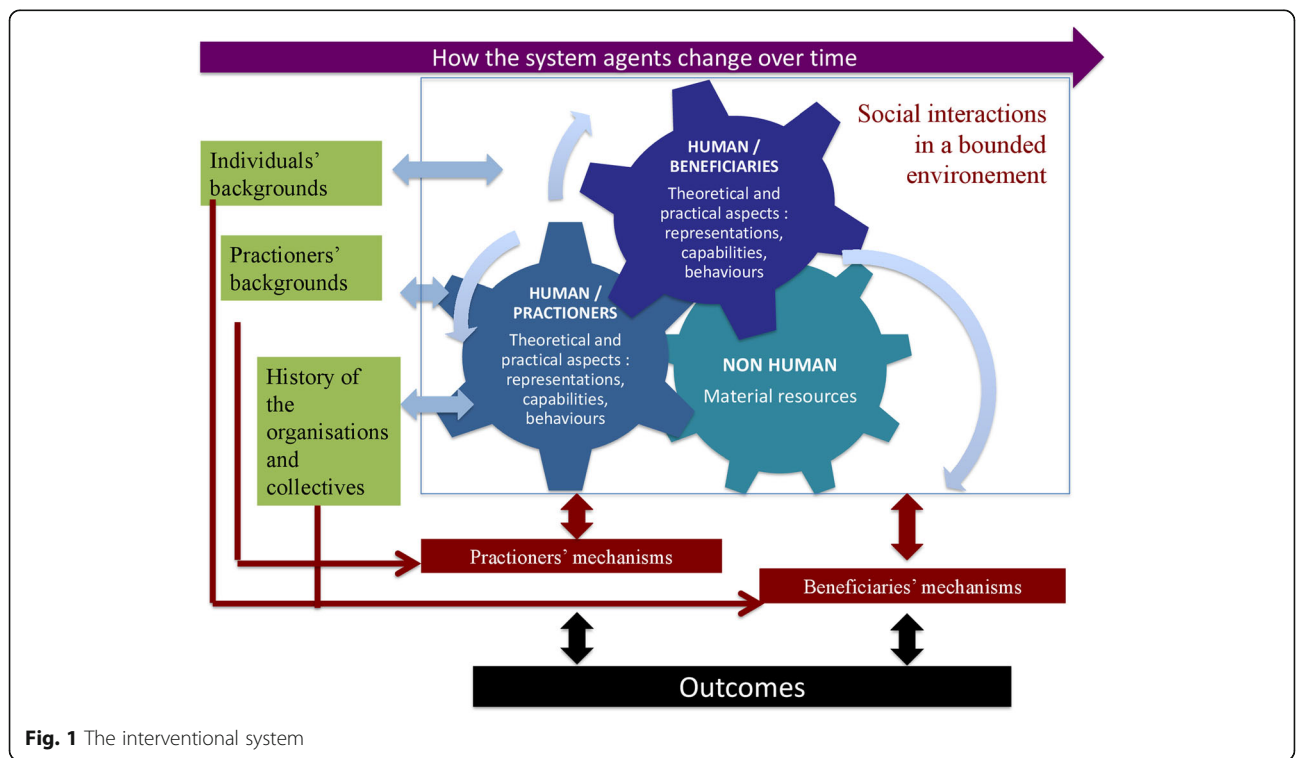 How the system agents change over time
Social interactions
in a bounded
environement
Individuals'
backgrounds
Practioners'
backgrounds
History of
the
organisations
and
collectives
HUMAN /
BENEFICIARIES
Theoretical and
practical aspects :
representations,
capabilities,
behaviours
HUMAN /
PRACTIONERS
Theoretical and
practical aspects :
representations,
capabilities,
behaviours
NON HUMAN
Material resources
Practioners' mechanisms
Beneficiaries' mechanisms
Outcomes
Fig. 1 The interventional system